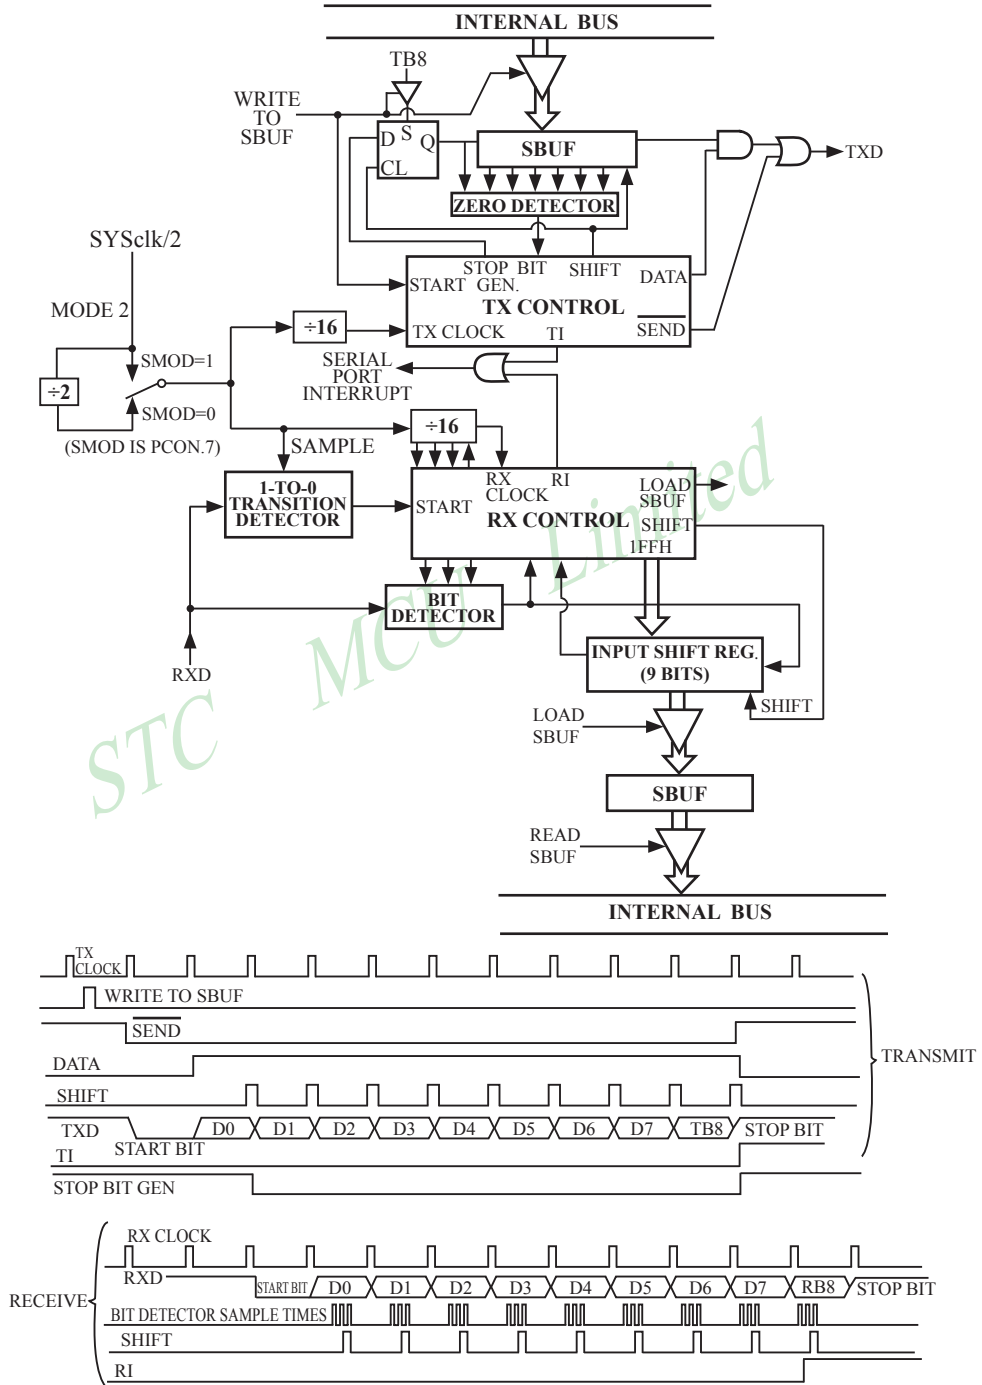 INTERNAL BUS
TB8
WRITE
TO
SBUF
D S Q
CL
SBUF
TXD
ZERO DETECTOR
SYSclk/2
STOP BIT
GEN.
SHIFT
DATA
START
TX CONTROL
MODE 2
÷16
TX CLOCK
TI
SEND
SERIAL
PORT
INTERRUPT
SMOD=1
÷2
SMOD=0
(SMOD IS PCON.7)
÷16
SAMPLE
1-TO-0
TRANSITION
DETECTOR
RX
CLOCK
RI
LOAD
SBUF
START
RX CONTROL
SHIFT
1FFH
BIT
DETECTOR
RXD
INPUT SHIFT REG.
(9 BITS)
SHIFT
LOAD
SBUF
SBUF
READ
SBUF
INTERNAL BUS
STC MCU Limited
TX
CLOCK
WRITE TO SBUF
SEND
DATA
TRANSMIT
SHIFT
TXD
START BIT
D0 D1 D2 D3 D4 D5 D6 D7 TB8 STOP BIT
TI
STOP BIT GEN
RX CLOCK
RXD
START BIT D0 D1 D2 D3 D4 D5 D6 D7 RB8 STOP BIT
RECEIVE
BIT DETECTOR SAMPLE TIMES
SHIFT
RI